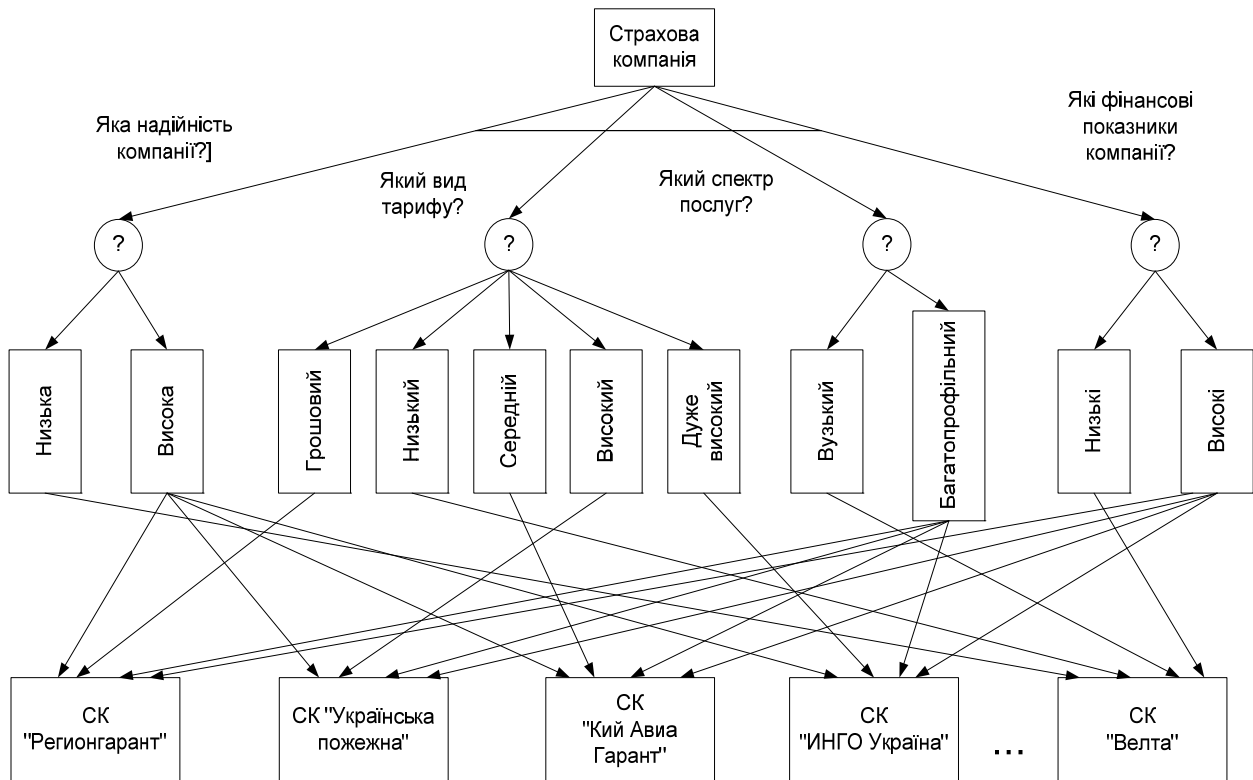 Страхова
компанія
Яка надійність
компанії?]
Який вид
тарифу?
Який спектр
послуг?
Які фінансові
показники
компанії?
?
?
?
?
Низька
Висока
Грошовий
Низький
Середній
Високий
Дуже
високий
Вузький
Багатопрофільний
Низькі
Високі
СК
"Регионгарант"
СК "Українська
пожежна"
СК
"Кий Авиа
Гарант"
СК
"ИНГО Україна"
...
СК
"Велта"